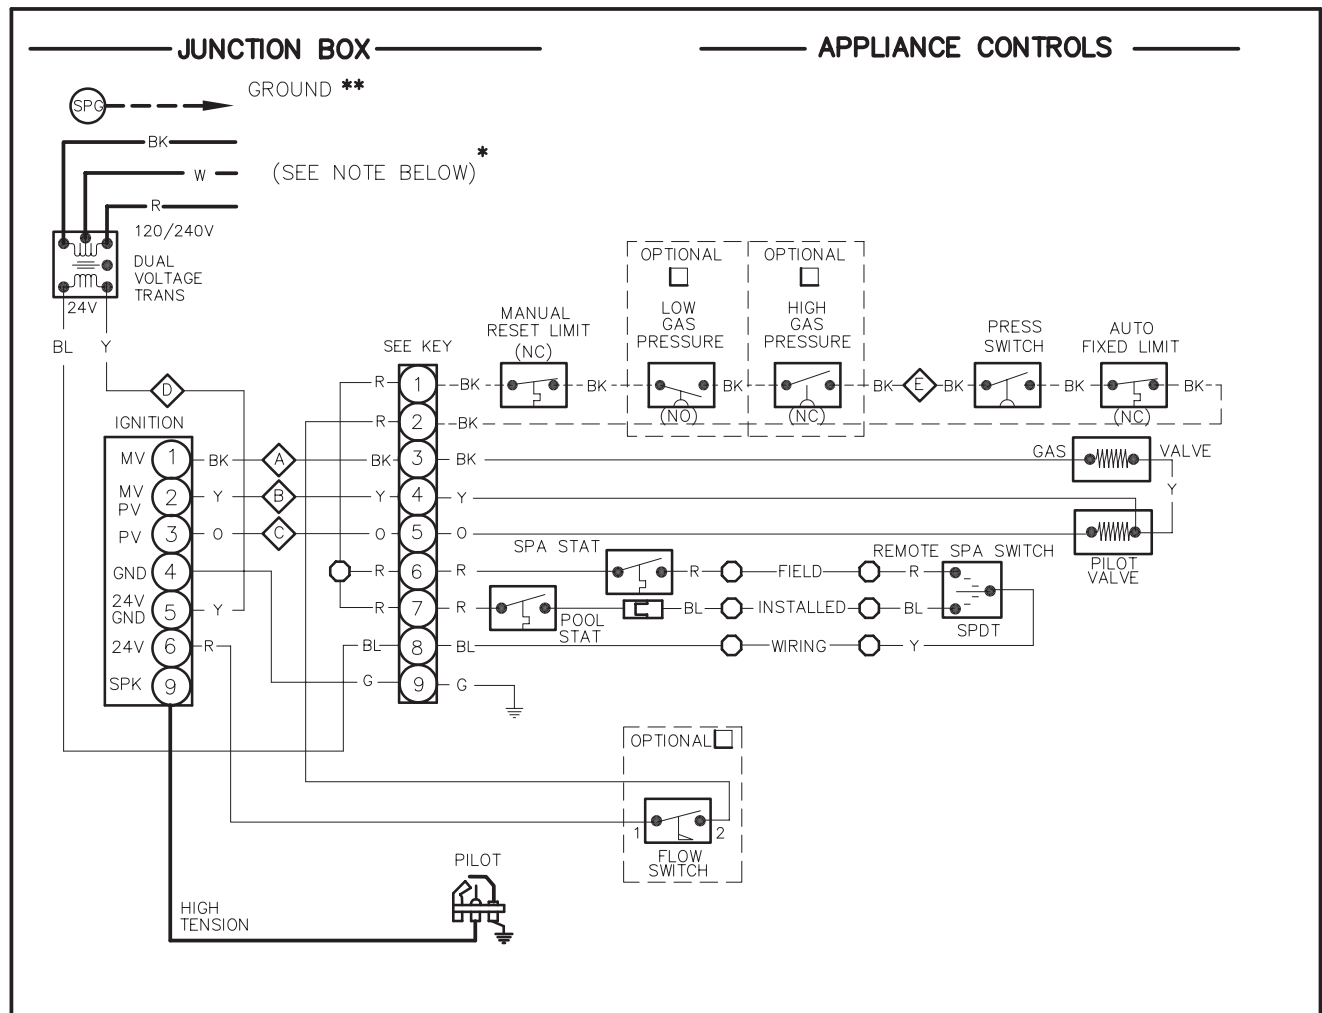 JUNCTION BOX
APPLIANCE CONTROLS
SPG
GROUND **
BK
W
(SEE NOTE BELOW)*
R
120/240V
DUAL
VOLTAGE
TRANS
24V
BL Y
D
OPTIONAL
LOW
GAS
PRESSURE
(NO)
OPTIONAL
HIGH
GAS
PRESSURE
(NC)
MANUAL
RESET LIMIT
(NC)
PRESS
SWITCH
AUTO
FIXED LIMIT
(NC)
SEE KEY
R 1 BK BK BK BK E BK BK BK
R 2 BK
IGNITION
MV 1 BK A BK 3 BK
GAS VALVE
Y
MV
PV
2 Y B Y 4 Y
PV 3 O C O 5 O
PILOT
VALVE
GND 4
R 6 R
SPA STAT
R FIELD R
REMOTE SPA SWITCH
SPDT
24V
GND
5 Y
R 7 R
POOL
STAT
BL INSTALLED BL
24V 6 R
BL 8 BL WIRING Y
SPK 9
G 9 G
OPTIONAL
1 2
FLOW
SWITCH
PILOT
HIGH
TENSION